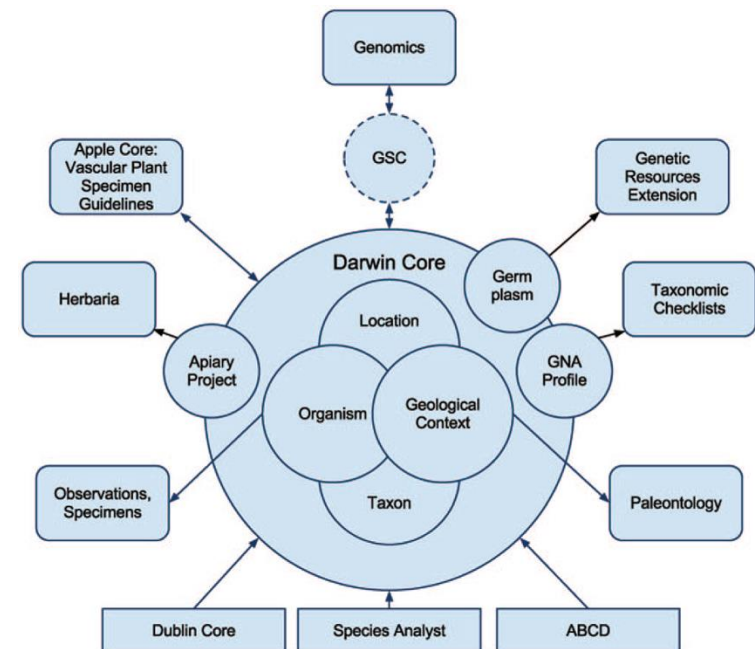 Genomics
GSC
Apple Core:
Vascular Plant
Specimen
Guidelines
Genetic
Resources
Extension
Darwin Core
Germ
plasm
Herbaria
Taxonomic
Checklists
Location
Apiary
Project
GNA
Profile
Organism
Geological
Context
Observations,
Specimens
Taxon
Paleontology
Dublin Core
Species Analyst
ABCD